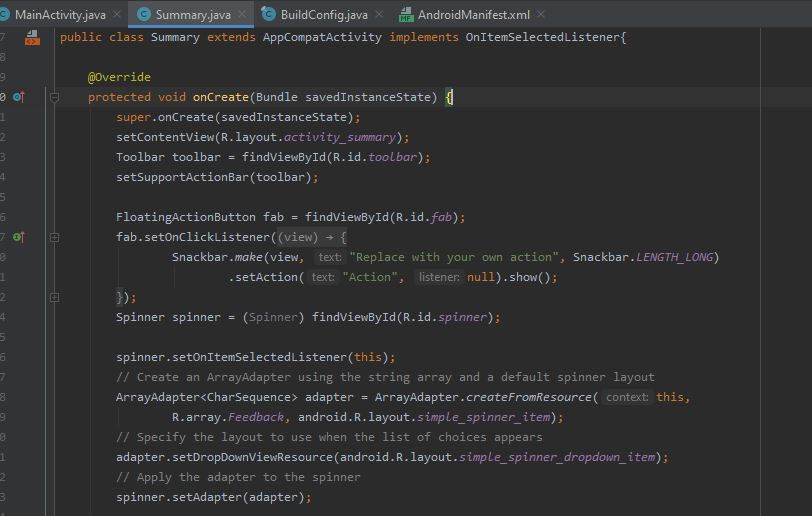 MainActivity.java × Summary.java × BuildConfig.java × AndroidManifest.xml ×
7 public class Summary extends AppCompatActivity implements OnItemSelectedListener{
8
9 @Override
0 protected void onCreate(Bundle savedInstanceState) {
1 super.onCreate(savedInstanceState);
2 setContentView(R.layout.activity_summary);
3 Toolbar toolbar = findViewById(R.id.toolbar);
4 setSupportActionBar(toolbar);
5
6 FloatingActionButton fab = findViewById(R.id.fab);
7 fab.setOnClickListener((view) → {
0 Snackbar.make(view, text: "Replace with your own action", Snackbar.LENGTH_LONG)
1 .setAction( text: "Action", listener: null).show();
2 });
4 Spinner spinner = (Spinner) findViewById(R.id.spinner);
5
6 spinner.setOnItemSelectedListener(this);
7 // Create an ArrayAdapter using the string array and a default spinner layout
8 ArrayAdapter<CharSequence> adapter = ArrayAdapter.createFromResource( context: this,
9 R.array.Feedback, android.R.layout.simple_spinner_item);
0 // Specify the layout to use when the list of choices appears
1 adapter.setDropDownViewResource(android.R.layout.simple_spinner_dropdown_item);
2 // Apply the adapter to the spinner
3 spinner.setAdapter(adapter);